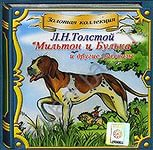 Золотая коллекция
Л.Н.Толстой
"Мильтон и Булька"
и другие рассказы